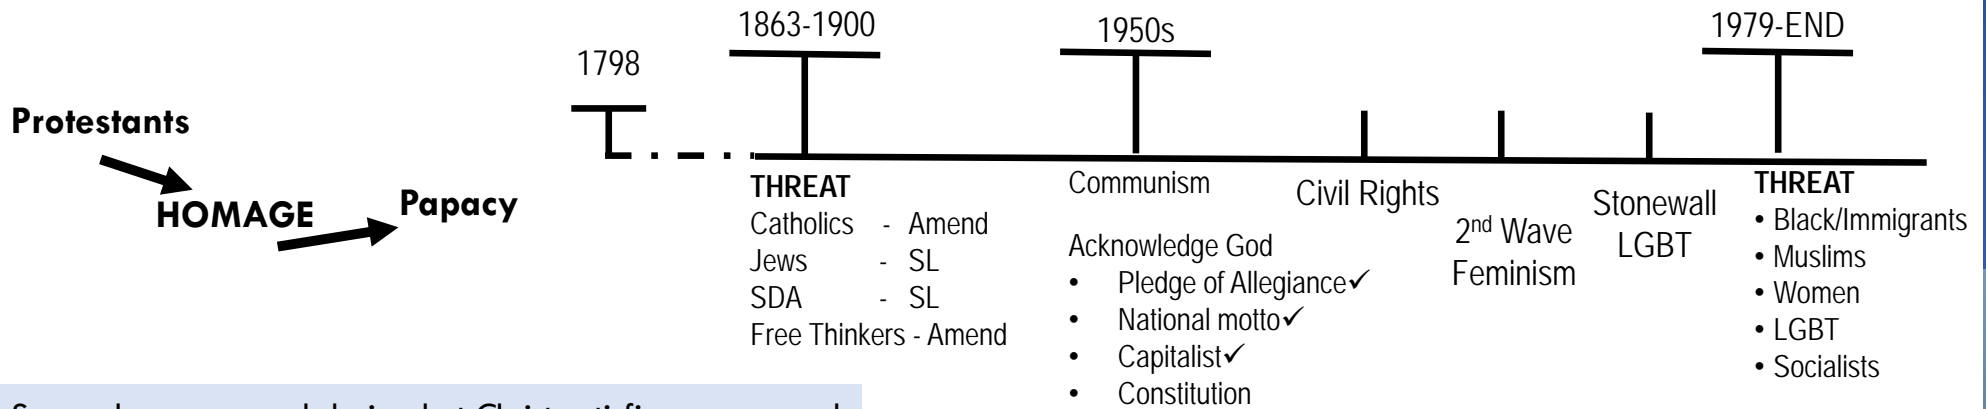 1798
1863-1900
1950s
1979-END
Protestants
HOMAGE
Papacy
THREAT
Catholics - Amend
Jews - SL
SDA - SL
Free Thinkers - Amend
Communism
Acknowledge God
• Pledge of Allegiance✓
• National motto✓
• Capitalist✓
• Constitution
Civil Rights
2nd Wave
Feminism
Stonewall
LGBT
THREAT
• Black/Immigrants
• Muslims
• Women
• LGBT
• Socialists